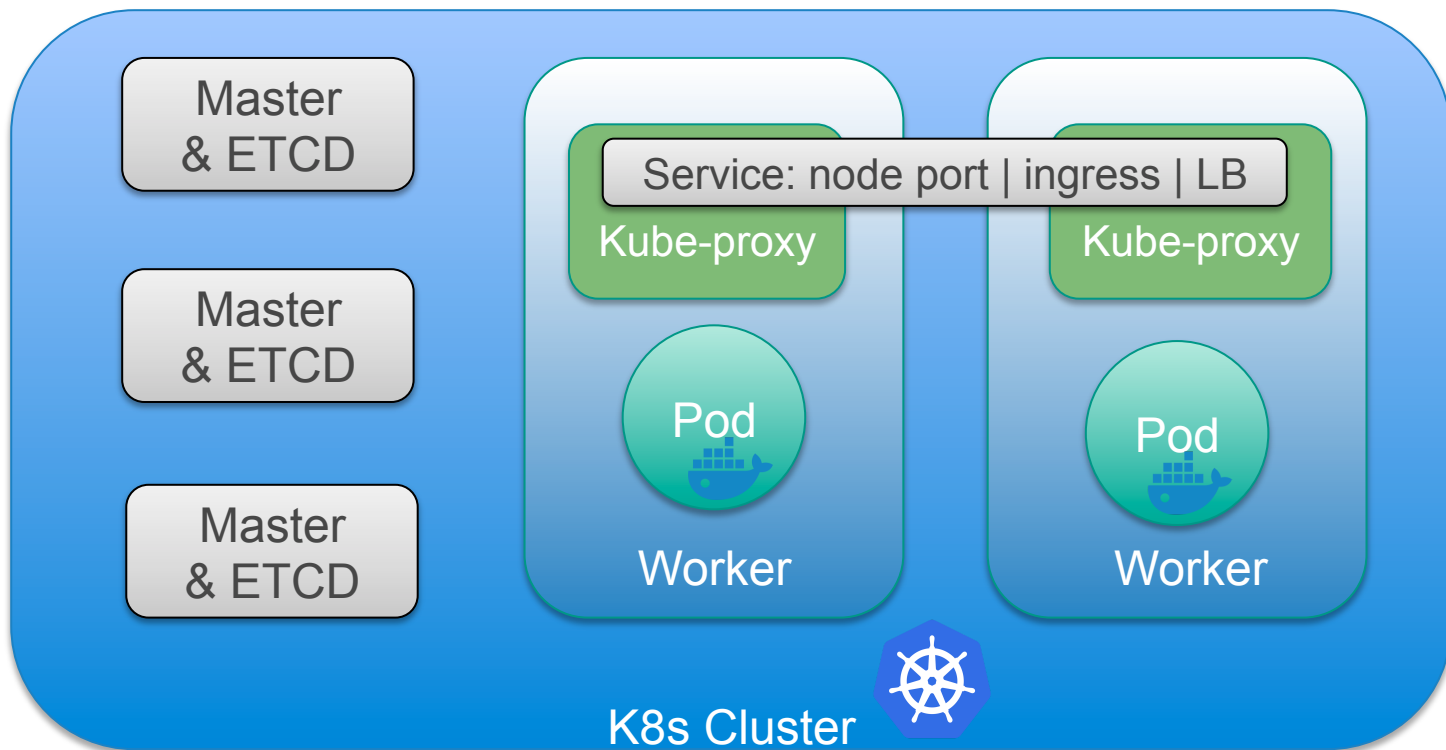 Master
& ETCD
Master
& ETCD
Master
& ETCD
Service: node port | ingress | LB
Kube-proxy
Kube-proxy
Pod
Pod
Worker
Worker
K8s Cluster